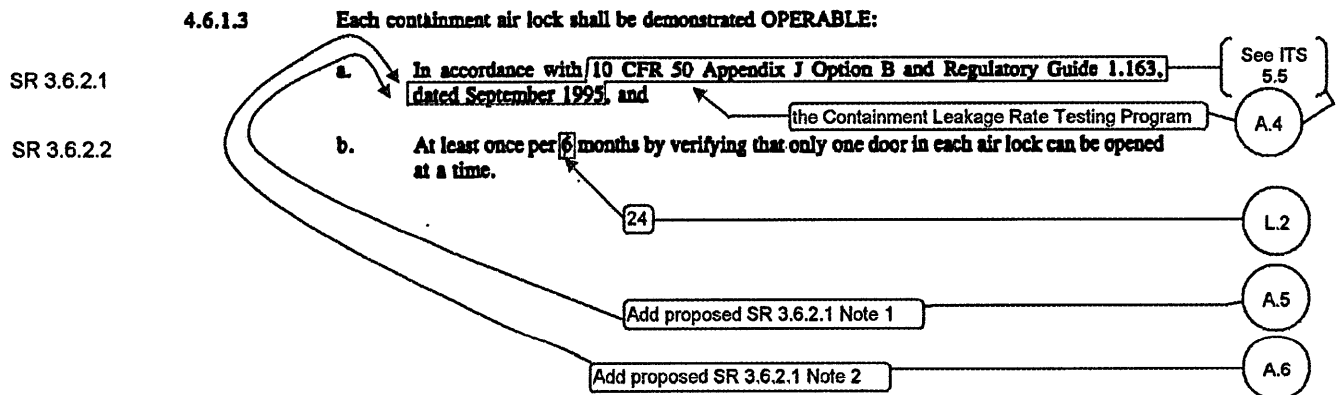 4.6.1.3 Each containment air lock shall be demonstrated OPERABLE:
SR 3.6.2.1 a. In accordance with 10 CFR 50 Appendix J Option B and Regulatory Guide 1.163,
dated September 1995, and
See ITS
5.5
the Containment Leakage Rate Testing Program
A.4
SR 3.6.2.2 b. At least once per 6 months by verifying that only one door in each air lock can be opened
at a time.
24
L.2
Add proposed SR 3.6.2.1 Note 1
A.5
Add proposed SR 3.6.2.1 Note 2
A.6